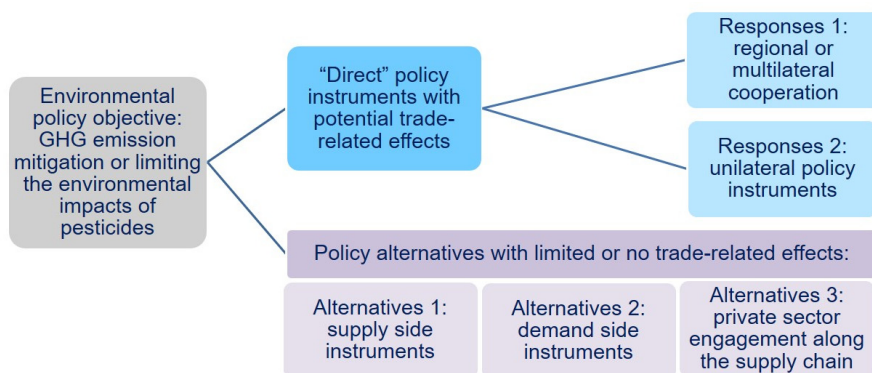 Environmental
policy objective:
GHG emission
mitigation or limiting
the environmental
impacts of
pesticides
“Direct” policy
instruments with
potential trade-
related effects
Responses 1:
regional or
multilateral
cooperation
Responses 2:
unilateral policy
instruments
Policy alternatives with limited or no trade-related effects:
Alternatives 1:
supply side
instruments
Alternatives 2:
demand side
instruments
Alternatives 3:
private sector
engagement along
the supply chain